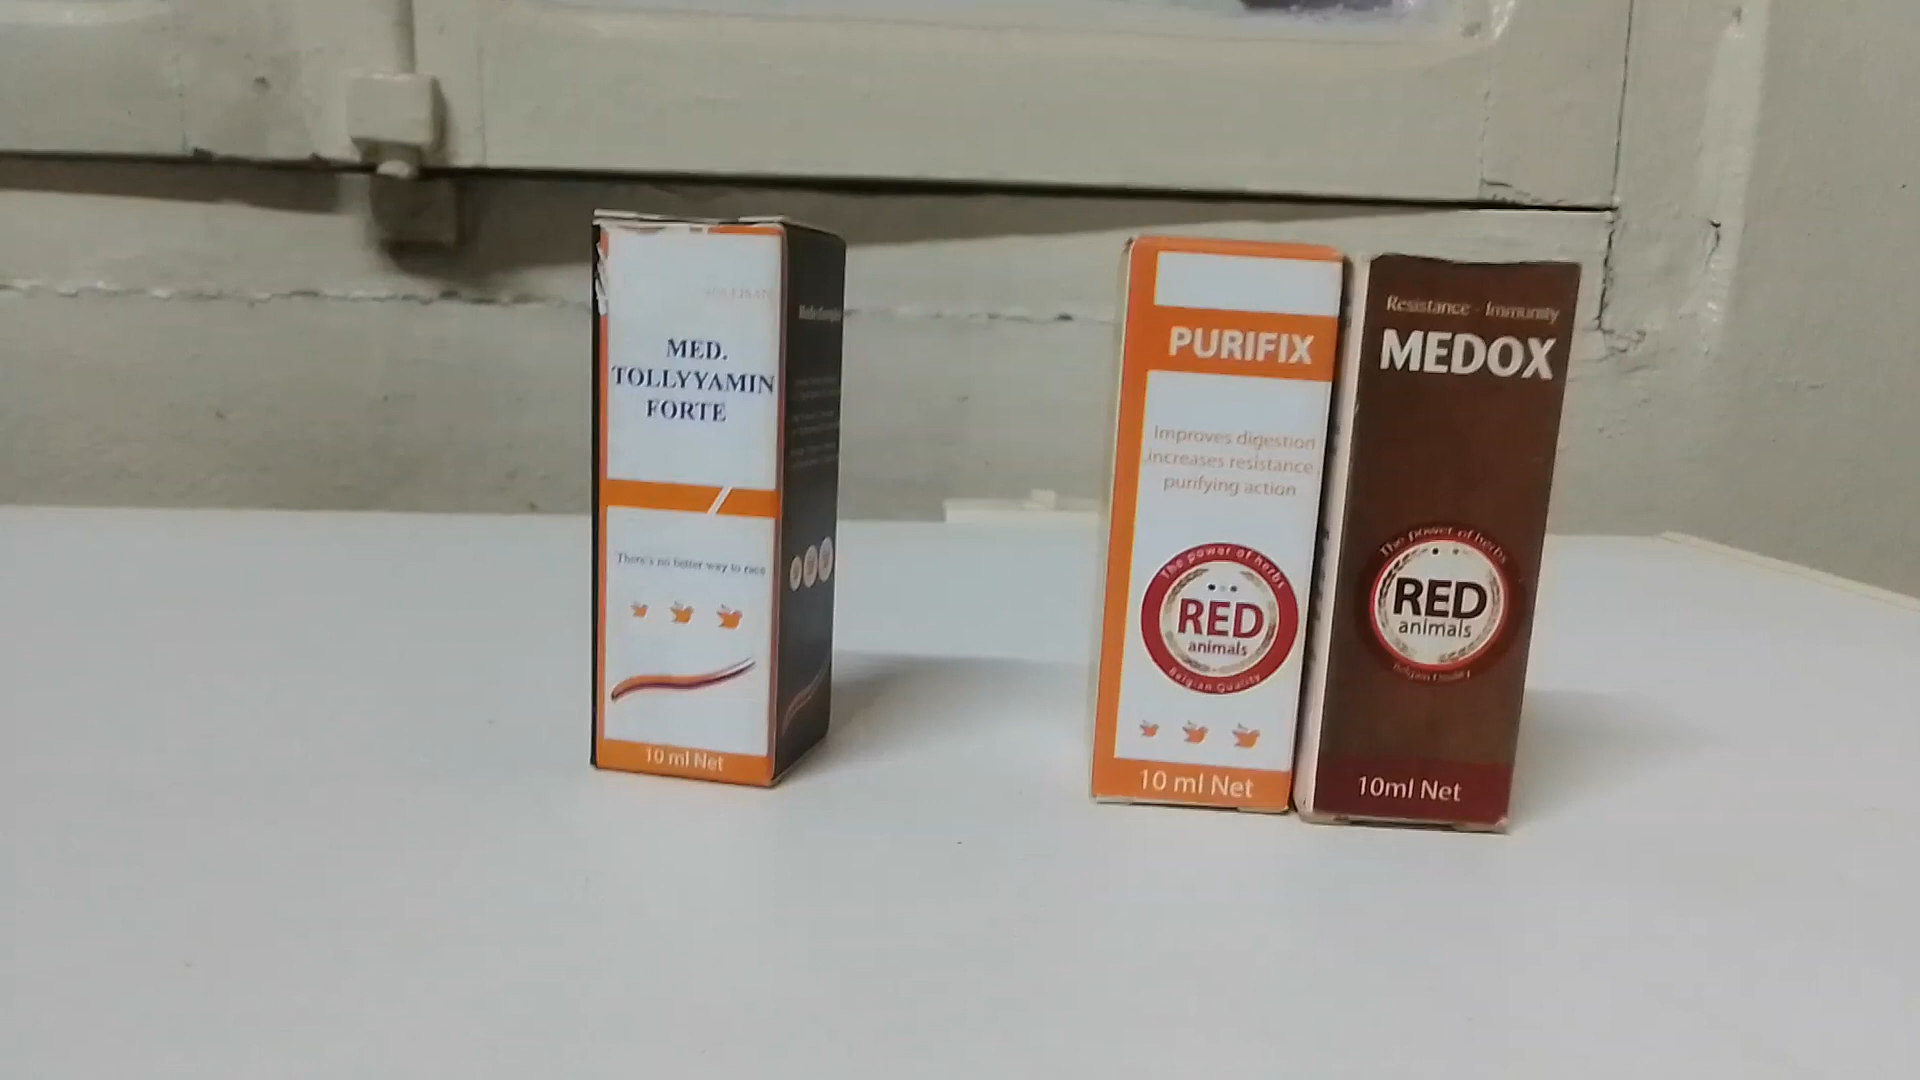 MED.
TOLLYYAMIN
FORTE
There's no better way to race
10 ml Net
PURIFIX
Improves digestion
increases resistance,
purifying action
The power of herbs
RED
animals
Belgian Quality
10 ml Net
Resistance - Immunity
MEDOX
The power of herbs
RED
animals
Belgian Quality
10ml Net